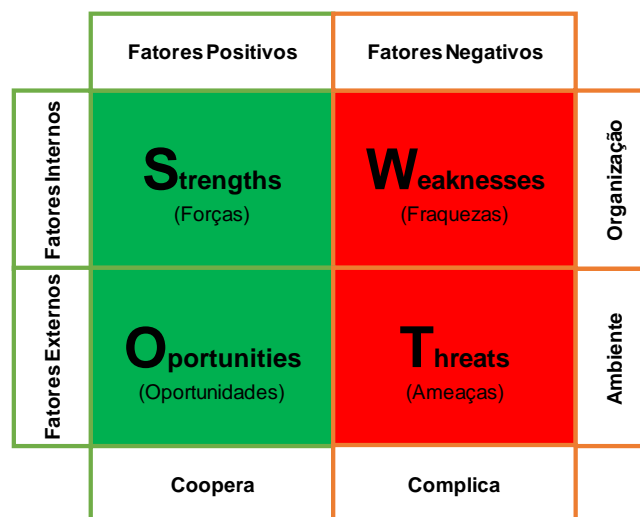 Fatores Positivos
Fatores Negativos
Fatores Internos
Strengths
(Forças)
Weaknesses
(Fraquezas)
Organização
Fatores Externos
Oportunities
(Oportunidades)
Threats
(Ameaças)
Ambiente
Coopera
Complica